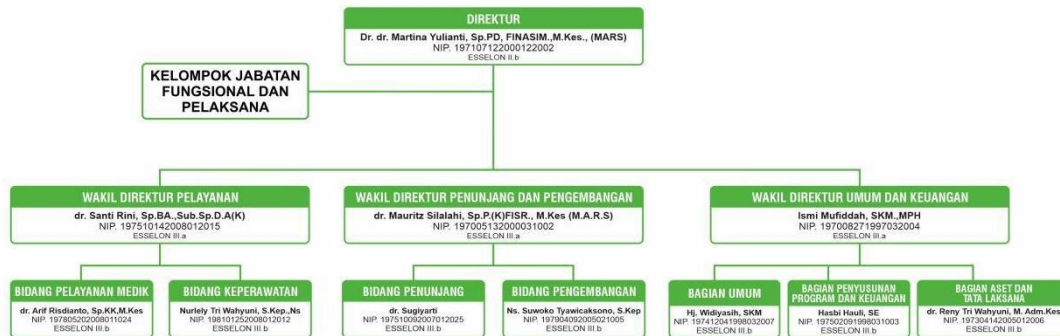 DIREKTUR
Dr. dr. Martina Yulianti, Sp.PD, FINASIM.,M.Kes., (MARS)
NIP. 197107122000122002
ESSELON II.b
KELOMPOK JABATAN
FUNGSIONAL DAN
PELAKSANA
WAKIL DIREKTUR PELAYANAN
dr. Santi Rini, Sp.BA.,Sub.Sp.D.A(K)
NIP. 197510142008012015
ESSELON III.a
WAKIL DIREKTUR PENUNJANG DAN PENGEMBANGAN
dr. Mauritz Silalahi, Sp.P.(K)FISR., M.Kes (M.A.R.S)
NIP. 197005132000031002
ESSELON III.a
WAKIL DIREKTUR UMUM DAN KEUANGAN
Ismi Mufiddah, SKM.,MPH
NIP. 197008271997032004
ESSELON III.a
BIDANG PELAYANAN MEDIK
dr. Arif Risdianto, Sp.KK,M.Kes
NIP. 197805202008011024
ESSELON III.b
BIDANG KEPERAWATAN
Nurlely Tri Wahyuni, S.Kep.,Ns
NIP. 198101252008012012
ESSELON III.b
BIDANG PENUNJANG
dr. Sugiyarti
NIP. 197510092007012025
ESSELON III.b
BIDANG PENGEMBANGAN
Ns. Suwoko Tyawicaksono, S.Kep
NIP. 197904092005021005
ESSELON III.b
BAGIAN UMUM
Hj. Widiyasih, SKM
NIP. 197412041998032007
ESSELON III.b
BAGIAN PENYUSUNAN
PROGRAM DAN KEUANGAN
Hasbi Hauli, SE
NIP. 197502091998031003
ESSELON III.b
BAGIAN ASET DAN
TATA LAKSANA
dr. Reny Tri Wahyuni, M. Adm.Kes
NIP. 197304142005012006
ESSELON III.b